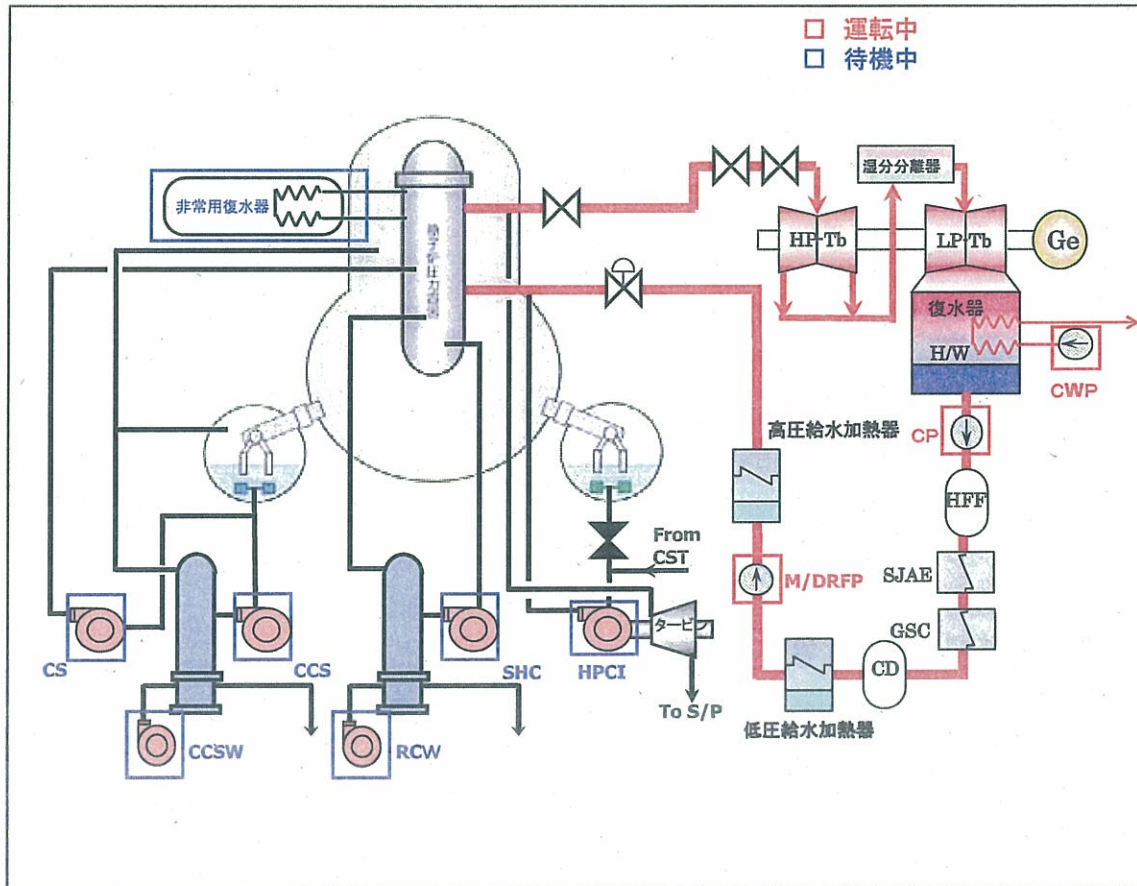 運転中
待機中
湿分分離器
非常用復水器
原子炉圧力容器
HP-Tb
LP-Tb
Ge
復水器
H/W
CWP
高圧給水加熱器
CP
HFF
From
CST
M/DRFP
SJAE
GSC
タービン
CS
CCS
SHC
HPCI
CD
To S/P
低圧給水加熱器
CCSW
RCW